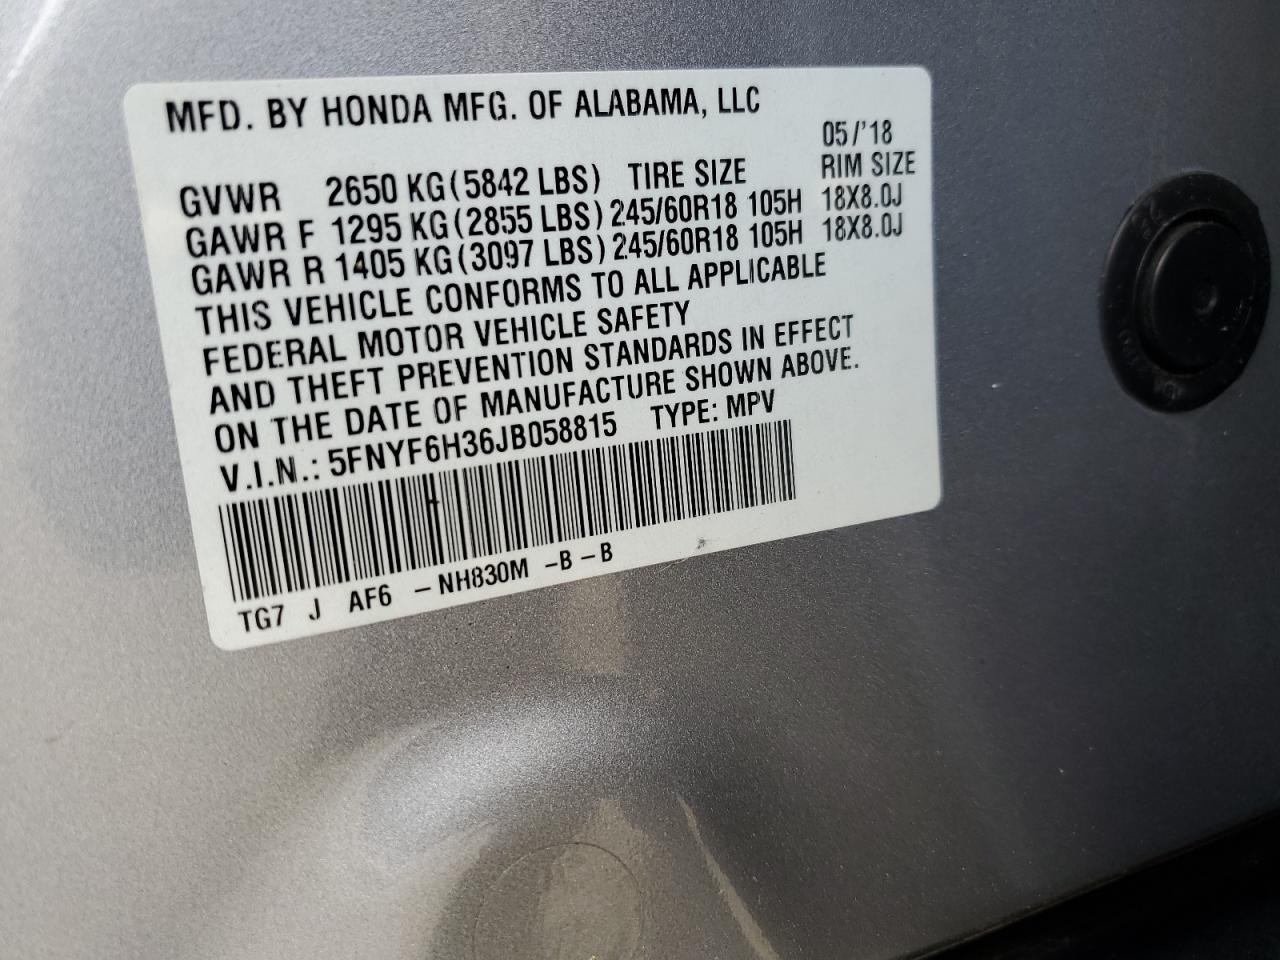 MFD. BY HONDA MFG. OF ALABAMA, LLC
05/'18
GVWR 2650 KG(5842 LBS) TIRE SIZE RIM SIZE
GAWR F 1295 KG(2855 LBS) 245/60R18 105H 18X8.0J
GAWR R 1405 KG(3097 LBS) 245/60R18 105H 18X8.0J
THIS VEHICLE CONFORMS TO ALL APPLICABLE
FEDERAL MOTOR VEHICLE SAFETY
AND THEFT PREVENTION STANDARDS IN EFFECT
ON THE DATE OF MANUFACTURE SHOWN ABOVE.
V.I.N.: 5FNYF6H36JB058815 TYPE: MPV
TG7 J AF6 -NH830M -B-B